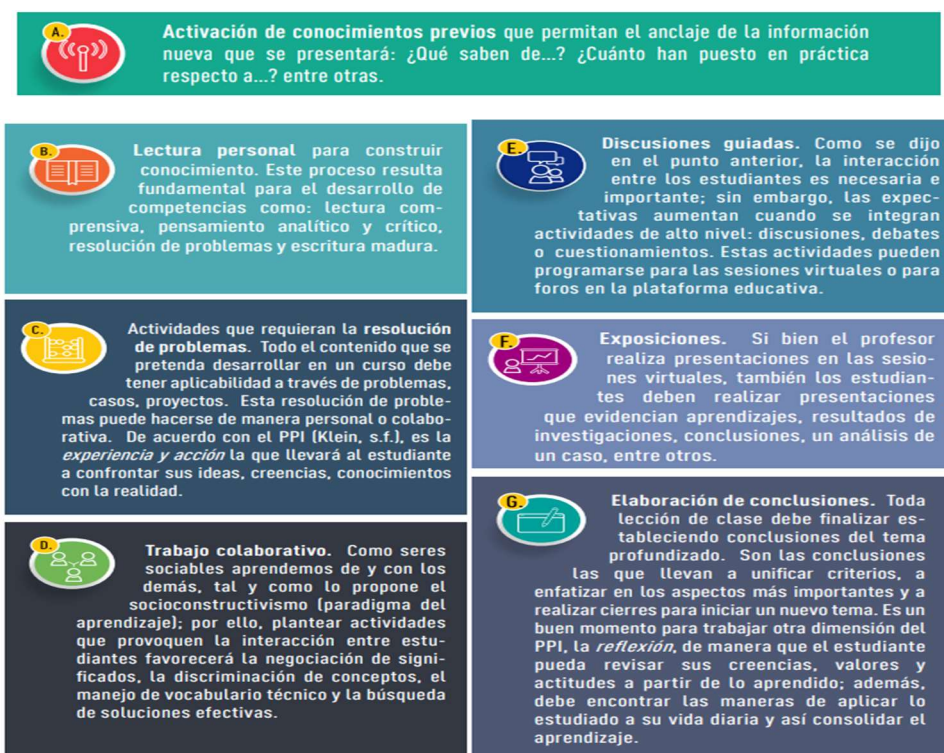 A.
Activación de conocimientos previos que permitan el anclaje de la información
nueva que se presentará: ¿Qué saben de...? ¿Cuánto han puesto en práctica
respecto a...? entre otras.
B.
Lectura personal para construir
conocimiento. Este proceso resulta
fundamental para el desarrollo de
competencias como: lectura com-
prensiva, pensamiento analítico y crítico,
resolución de problemas y escritura madura.
C.
Actividades que requieran la resolución
de problemas. Todo el contenido que se
pretenda desarrollar en un curso debe
tener aplicabilidad a través de problemas,
casos, proyectos. Esta resolución de proble-
mas puede hacerse de manera personal o colabo-
rativa. De acuerdo con el PPI (Klein, s.f.), es la
experiencia y acción la que llevará al estudiante
a confrontar sus ideas, creencias, conocimientos
con la realidad.
D.
Trabajo colaborativo. Como seres
sociables aprendemos de y con los
demás, tal y como lo propone el
socioconstructivismo (paradigma del
aprendizaje); por ello, plantear actividades
que provoquen la interacción entre estu-
diantes favorecerá la negociación de signi-
ficados, la discriminación de conceptos, el
manejo de vocabulario técnico y la búsqueda
de soluciones efectivas.
E.
Discusiones guiadas. Como se dijo
en el punto anterior, la interacción
entre los estudiantes es necesaria e
importante; sin embargo, las expec-
tativas aumentan cuando se integran
actividades de alto nivel: discusiones, debates
o cuestionamientos. Estas actividades pueden
programarse para las sesiones virtuales o para
foros en la plataforma educativa.
F.
Exposiciones. Si bien el profesor
realiza presentaciones en las sesio-
nes virtuales, también los estudian-
tes deben realizar presentaciones
que evidencian aprendizajes, resultados de
investigaciones, conclusiones, un análisis de
un caso, entre otros.
G.
Elaboración de conclusiones. Toda
lección de clase debe finalizar es-
tableciendo conclusiones del tema
profundizado. Son las conclusiones
las que llevan a unificar criterios, a
enfatizar en los aspectos más importantes y a
realizar cierres para iniciar un nuevo tema. Es un
buen momento para trabajar otra dimensión del
PPI, la reflexión, de manera que el estudiante
pueda revisar sus creencias, valores y
actitudes a partir de lo aprendido; además,
debe encontrar las maneras de aplicar lo
estudiado a su vida diaria y así consolidar el
aprendizaje.